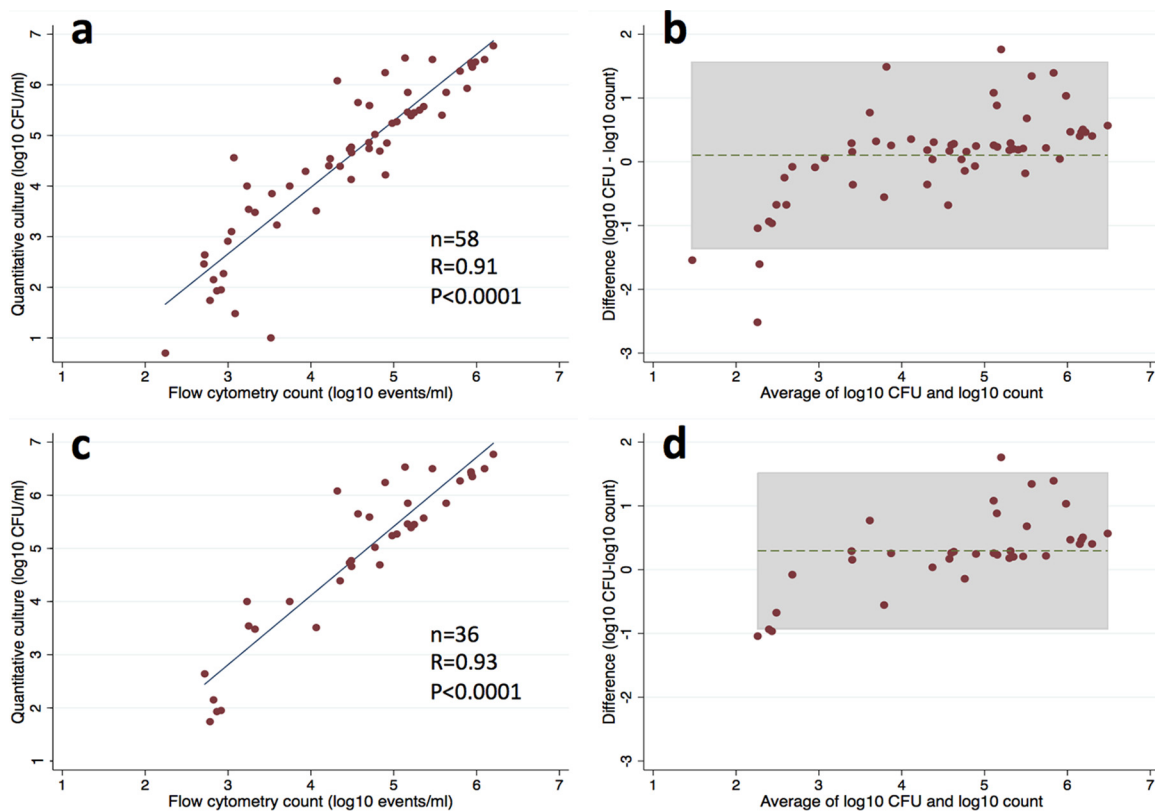 a
Quantitative culture (log10 CFU/ml)
7
6
5
4
3
2
1
n=58
R=0.91
P<0.0001
1 2 3 4 5 6 7
Flow cytometry count (log10 events/ml)
b
Difference (log10 CFU - log10 count)
2
1
0
-1
-2
-3
1 2 3 4 5 6 7
Average of log10 CFU and log10 count
c
Quantitative culture (log10 CFU/ml)
7
6
5
4
3
2
1
n=36
R=0.93
P<0.0001
1 2 3 4 5 6 7
Flow cytometry count (log10 events/ml)
d
Difference (log10 CFU-log10 count)
2
1
0
-1
-2
-3
1 2 3 4 5 6 7
Average of log10 CFU and log10 count